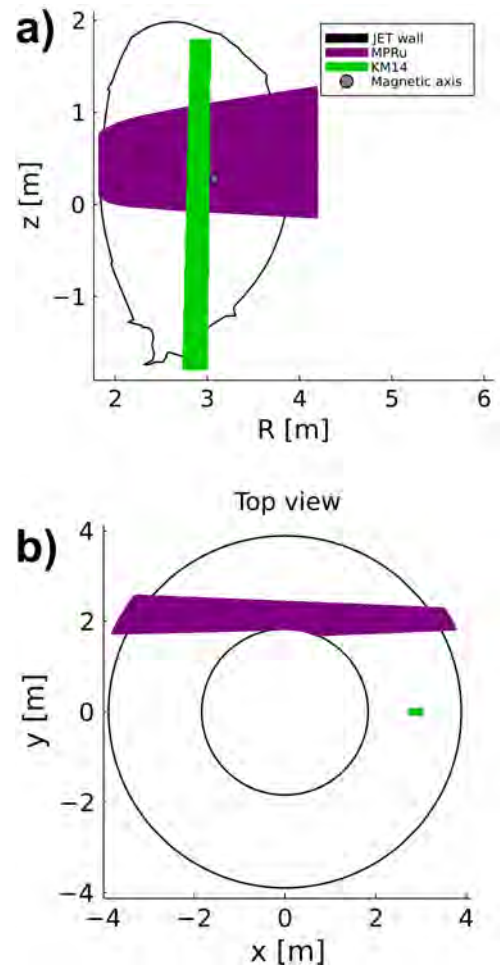 a)
JET wall
MPRu
KM14
Magnetic axis
2
1
0
−1
z [m]
2 3 4 5 6
R [m]
Top view
b)
4
2
0
−2
−4
y [m]
−4 −2 0 2 4
x [m]